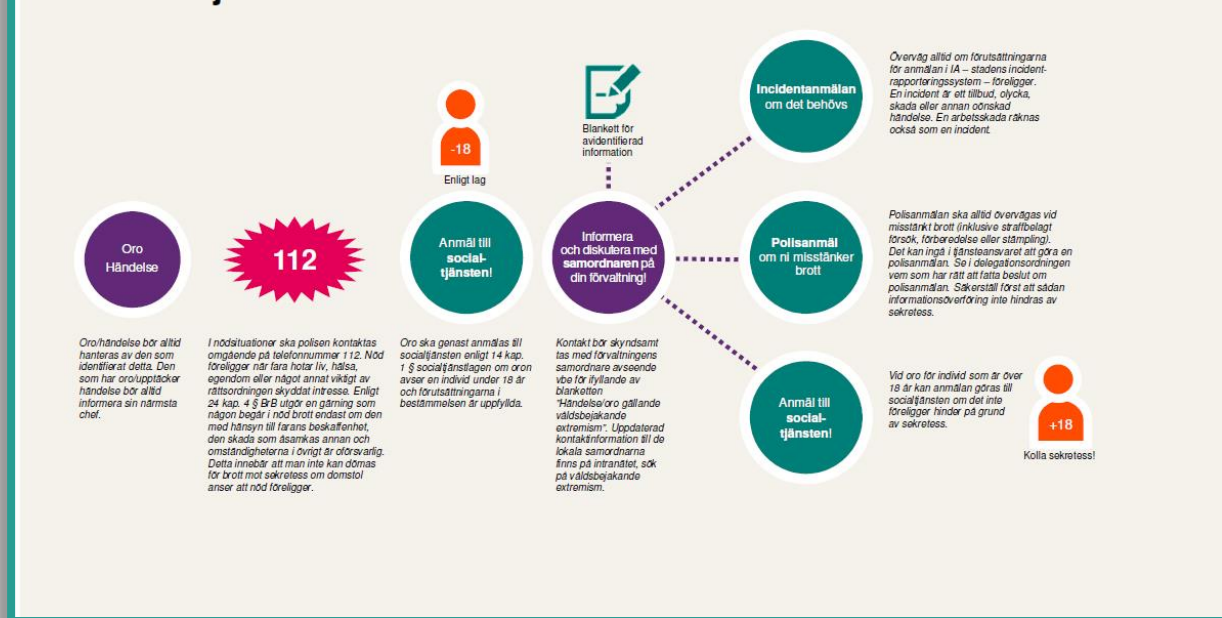 Oro
Händelse
Oro/händelse bör alltid
hanteras av den som
identifierat detta. Den
som har oro/upptäcker
händelse bör alltid
informera sin närmsta
chef.
112
I nödsituationer ska polisen kontaktas
omgående på telefonnummer 112. Nöd
föreligger när fara hotar liv, hälsa,
egendom eller något annat viktigt av
rättsordningen skyddat intresse. Enligt
24 kap. 4 § BrB utgör en gärning som
någon begår i nöd brott endast om den
med hänsyn till farans beskaffenhet,
den skada som åsamkas annan och
omständigheterna i övrigt är oförsvarlig.
Detta innebär att man inte kan dömas
för brott mot sekretess om domstol
anser att nöd föreligger.
-18
Enligt lag
Anmäl till
social-
tjänsten!
Oro ska genast anmälas till
socialtjänsten enligt 14 kap.
1 § socialtjänstlagen om oron
avser en individ under 18 år
och förutsättningarna i
bestämmelsen är uppfyllda.
Blankett för
avidentifierad
information
Informera
och diskutera med
samordnaren på
din förvaltning!
Kontakt bör skyndsamt
tas med förvaltningens
samordnare avseende
vbe för ifyllande av
blanketten
"Händelse/oro gällande
våldsbejakande
extremism". Uppdaterad
kontaktinformation till de
lokala samordnarna
finns på intranätet, sök
på våldsbejakande
extremism.
Incidentanmälan
om det behövs
Överväg alltid om förutsättningarna
för anmälan i IA – stadens incident-
rapporteringssystem – föreligger.
En incident är ett tillbud, olycka,
skada eller annan oönskad
händelse. En arbetsskada räknas
också som en incident.
Polisanmäl
om ni misstänker
brott
Polisanmälan ska alltid övervägas vid
misstänkt brott (inklusive straffbelagt
försök, förberedelse eller stämpling).
Det kan ingå i tjänsteansvaret att göra en
polisanmälan. Se i delegationsordningen
vem som har rätt att fatta beslut om
polisanmälan. Säkerställ först att sådan
informationsöverföring inte hindras av
sekretess.
Anmäl till
social-
tjänsten!
Vid oro för individ som är över
18 år kan anmälan göras till
socialtjänsten om det inte
föreligger hinder på grund
av sekretess.
+18
Kolla sekretess!